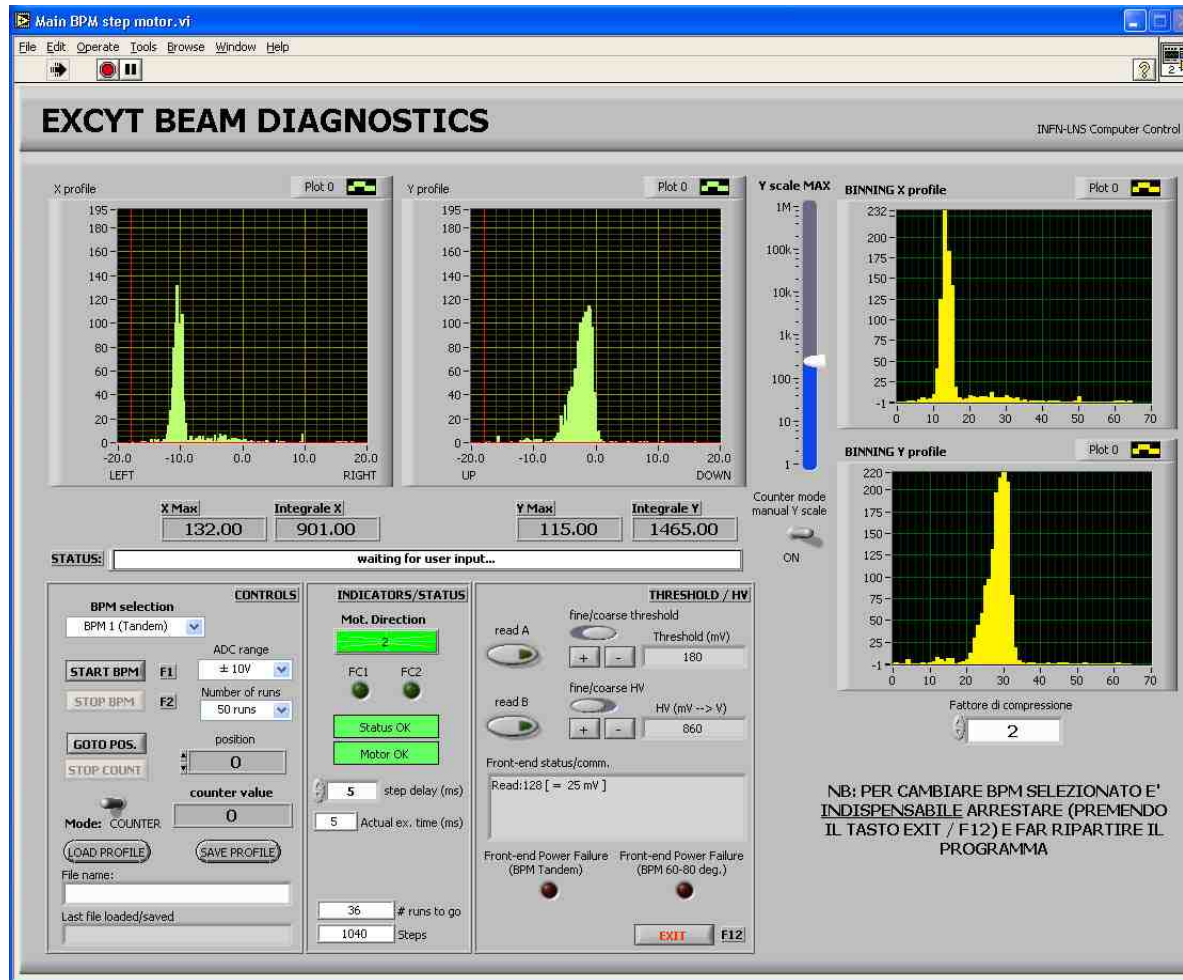 Main BPM step motor.vi
File Edit Operate Tools Browse Window Help
2
EXCYT BEAM DIAGNOSTICS
INFN-LNS Computer Control
X profile
Plot 0
195
180
160
140
120
100
80
60
40
20
0
-20.0 -10.0 0.0 10.0 20.0
LEFT RIGHT
Y profile
Plot 0
195
180
160
140
120
100
80
60
40
20
0
-20.0 -10.0 0.0 10.0 20.0
UP DOWN
Y scale MAX
1M
100k
10k
1k
100
10
1
Counter mode
manual Y scale
ON
BINNING X profile
Plot 0
232
200
175
150
125
100
75
50
25
-1
0 10 20 30 40 50 60 70
BINNING Y profile
Plot 0
220
200
175
150
125
100
75
50
25
-1
0 10 20 30 40 50 60 70
Fattore di compressione
2
X Max Integrale X
132.00 901.00
Y Max Integrale Y
115.00 1465.00
STATUS: waiting for user input...
CONTROLS
BPM selection
BPM 1 (Tandem)
ADC range
START BPM F1 ± 10V
Number of runs
STOP BPM F2 50 runs
position
GOTO POS. 0
STOP COUNT
counter value
0
Mode: COUNTER
LOAD PROFILE SAVE PROFILE
File name:
Last file loaded/saved
INDICATORS/STATUS
Mot. Direction
2
FC1 FC2
Status OK
Motor OK
5 step delay (ms)
5 Actual ex. time (ms)
36 # runs to go
1040 Steps
THRESHOLD / HV
fine/coarse threshold
read A
Threshold (mV)
+ - 180
fine/coarse HV
read B
HV (mV --> V)
+ - 860
Front-end status/comm.
Read:128 [ = 25 mV ]
Front-end Power Failure Front-end Power Failure
(BPM Tandem) (BPM 60-80 deg.)
EXIT F12
NB: PER CAMBIARE BPM SELEZIONATO E'
INDISPENSABILE ARRESTARE (PREMENDO
IL TASTO EXIT / F12) E FAR RIPARTIRE IL
PROGRAMMA